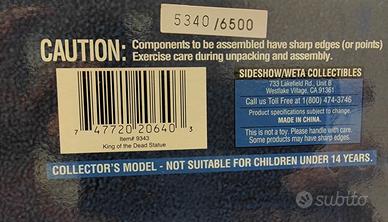 5340/6500
CAUTION: Components to be assembled have sharp edges (or points)
Exercise care during unpacking and assembly.
SIDESHOW/WETA COLLECTIBLES
733 Lakefield Rd., Unit B
Westlake Village, CA 91361
Call us Toll Free at 1(800) 474-3746
Product specifications subject to change.
MADE IN CHINA.
This is not a toy. Please handle with care.
Some products may have sharp edges.
7 47720 20640 3
Item# 9343
King of the Dead Statue
COLLECTOR'S MODEL - NOT SUITABLE FOR CHILDREN UNDER 14 YEARS.
subito